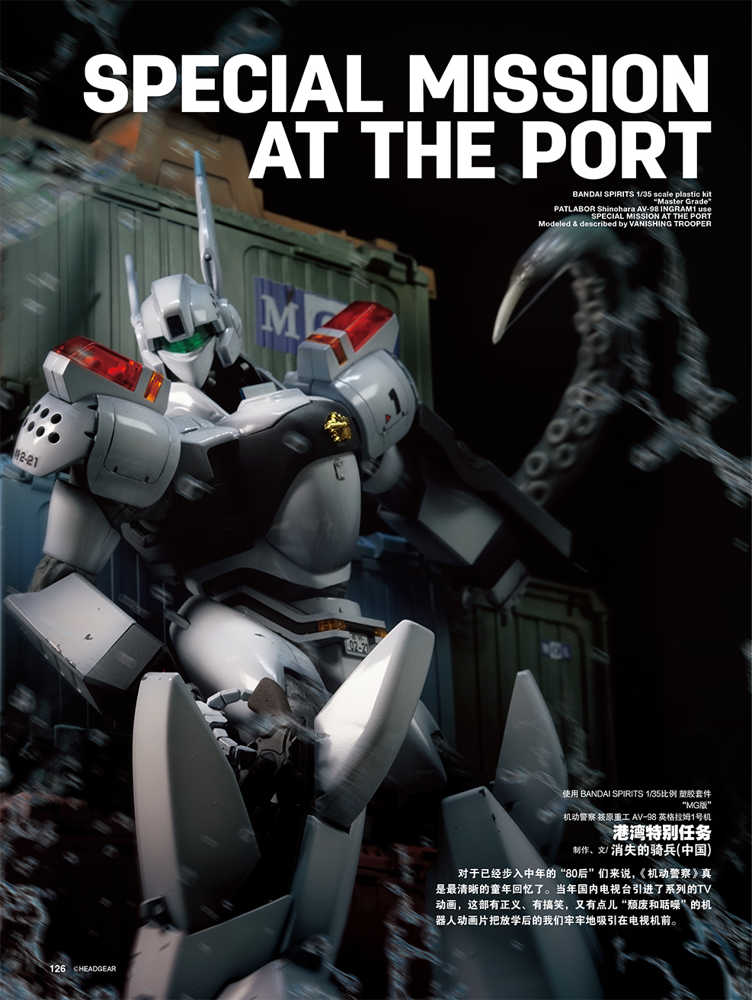 SPECIAL MISSION
AT THE PORT
BANDAI SPIRITS 1/35 scale plastic kit
“Master Grade”
PATLABOR Shinohara AV-98 INGRAM1 use
SPECIAL MISSION AT THE PORT
Modeled & described by VANISHING TROOPER
M
1
特2-21
02-21
使用 BANDAI SPIRITS 1/35比例 塑胶套件
“MG版”
机动警察 筱原重工 AV-98 英格拉姆1号机
港湾特别任务
制作、文/ 消失的骑兵(中国)
对于已经步入中年的“80后”们来说，《机动警察》真
是最清晰的童年回忆了。当年国内电视台引进了系列的TV
动画，这部有正义、有搞笑，又有点儿“颓废和聒噪”的机
器人动画片把放学后的我们牢牢地吸引在电视机前。
126 ©HEADGEAR